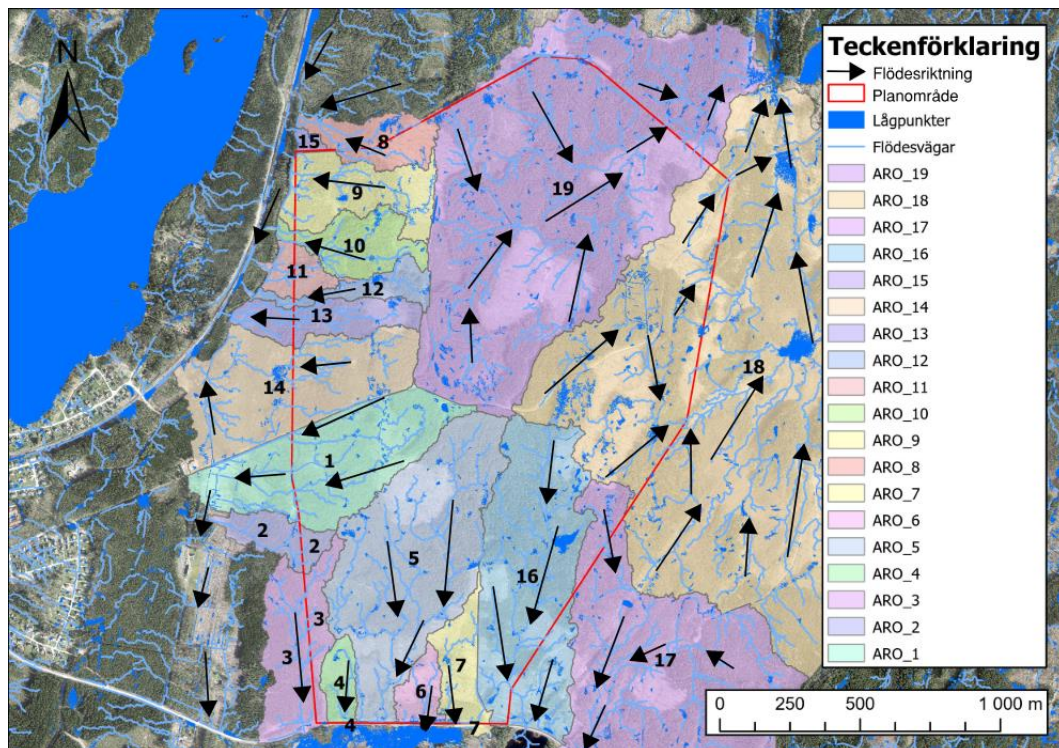 N
Teckenförklaring
Flödesriktning
Planområde
Lågpunkter
Flödesvägar
ARO_19
ARO_18
ARO_17
ARO_16
ARO_15
ARO_14
ARO_13
ARO_12
ARO_11
ARO_10
ARO_9
ARO_8
ARO_7
ARO_6
ARO_5
ARO_4
ARO_3
ARO_2
ARO_1
15
8
9
19
10
11
12
13
14
18
1
2
2
5
16
3
3
4
6
7
17
4
7
0 250 500 1 000 m